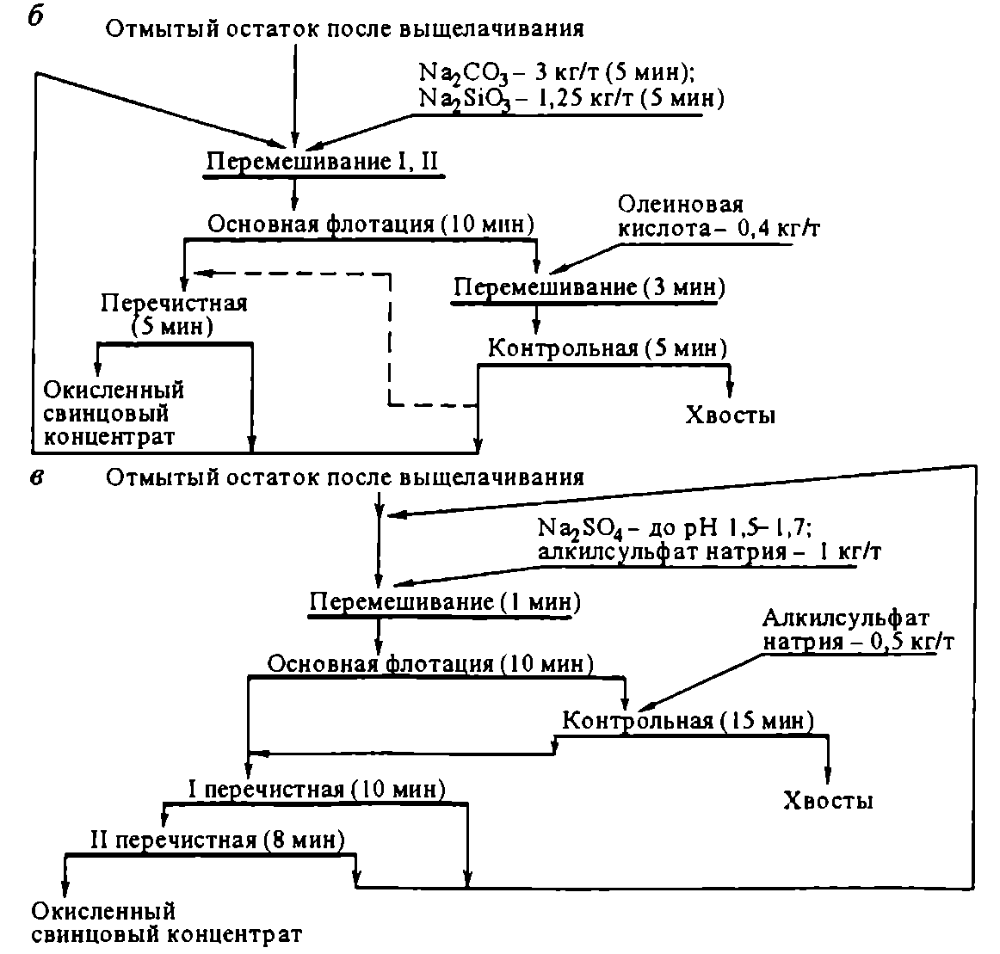 б
Отмытый остаток после выщелачивания
Na₂CO₃ – 3 кг/т (5 мин);
Na₂SiO₃ – 1,25 кг/т (5 мин)
Перемешивание I, II
Основная флотация (10 мин)
Олеиновая
кислота – 0,4 кг/т
Перемешивание (3 мин)
Перечистная
(5 мин)
Контрольная (5 мин)
Окисленный
свинцовый
концентрат
Хвосты
в
Отмытый остаток после выщелачивания
Na₂SO₄ – до pH 1,5–1,7;
алкилсульфат натрия – 1 кг/т
Перемешивание (1 мин)
Алкилсульфат
натрия – 0,5 кг/т
Основная флотация (10 мин)
Контрольная (15 мин)
I перечистная (10 мин)
Хвосты
II перечистная (8 мин)
Окисленный
свинцовый концентрат